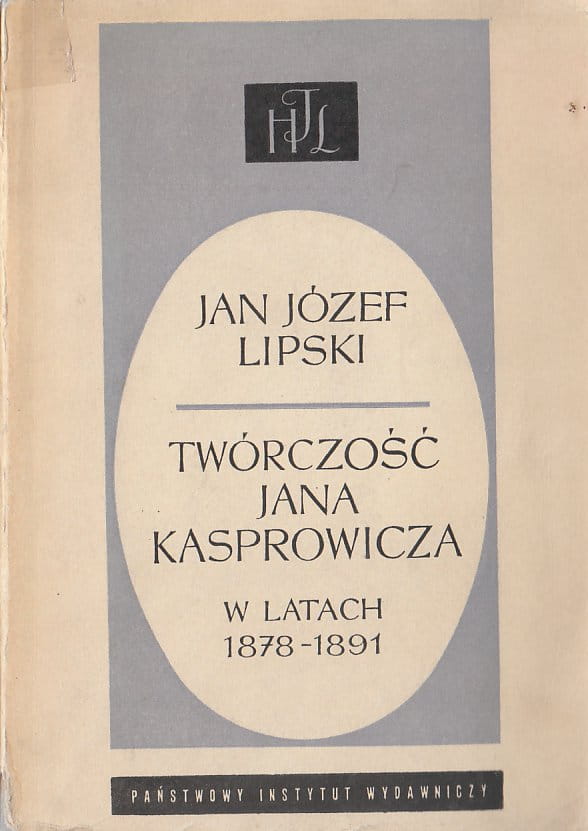 HJL
JAN JÓZEF
LIPSKI
TWÓRCZOŚĆ
JANA
KASPROWICZA
W LATACH
1878-1891
PAŃSTWOWY INSTYTUT WYDAWNICZY